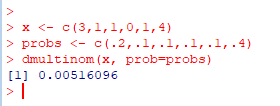 >
> x <- c(3,1,1,0,1,4)
> probs <- c(.2,.1,.1,.1,.1,.4)
> dmultinom(x, prob=probs)
[1] 0.00516096
>